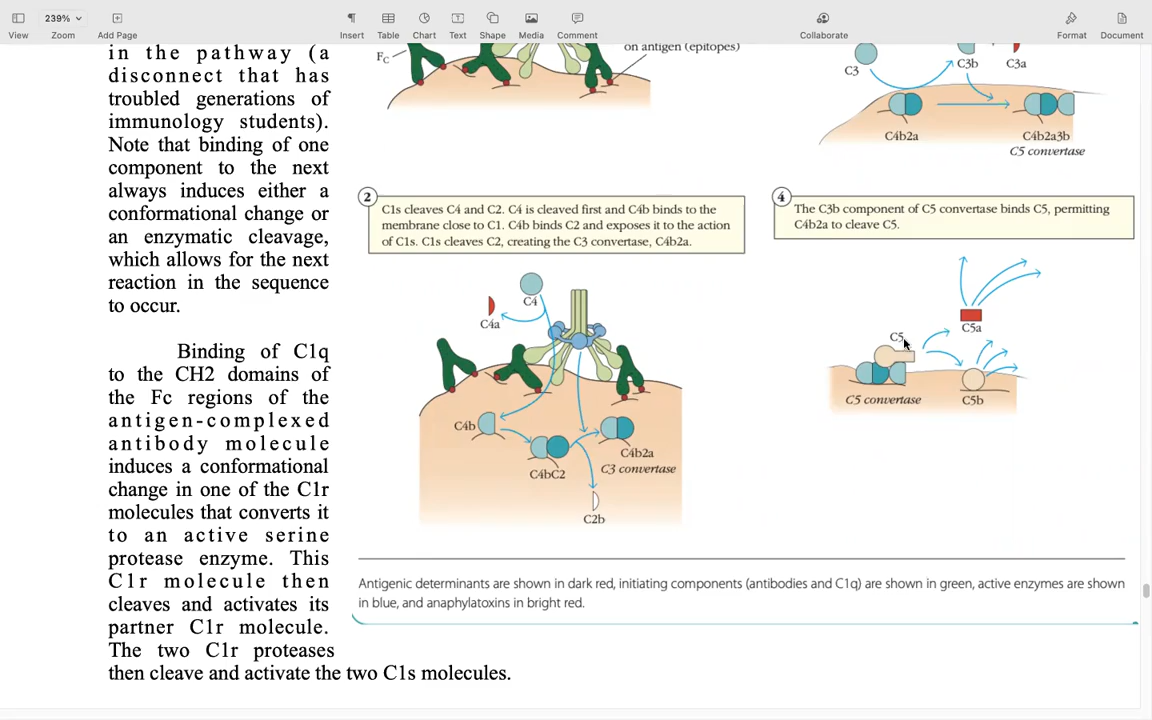 239%
View
Zoom
Add Page
Insert
Table
Chart
Text
Shape
Media
Comment
Collaborate
Format
Document
in the pathway (a
disconnect that has
troubled generations of
immunology students).
Note that binding of one
component to the next
always induces either a
conformational change or
an enzymatic cleavage,
which allows for the next
reaction in the sequence
to occur.
Binding of C1q
to the CH2 domains of
the Fc regions of the
antigen-complexed
antibody molecule
induces a conformational
change in one of the C1r
molecules that converts it
to an active serine
protease enzyme. This
C1r molecule then
cleaves and activates its
partner C1r molecule.
The two C1r proteases
then cleave and activate the two C1s molecules.
FC
on antigen (epitopes)
C3
C3b
C3a
C4b2a
C4b2a3b
C5 convertase
2
C1s cleaves C4 and C2. C4 is cleaved first and C4b binds to the
membrane close to C1. C4b binds C2 and exposes it to the action
of C1s. C1s cleaves C2, creating the C3 convertase, C4b2a.
C4
C4a
C4b
C4bC2
C4b2a
C3 convertase
C2b
4
The C3b component of C5 convertase binds C5, permitting
C4b2a to cleave C5.
C5a
C5
C5 convertase
C5b
Antigenic determinants are shown in dark red, initiating components (antibodies and C1q) are shown in green, active enzymes are shown
in blue, and anaphylatoxins in bright red.